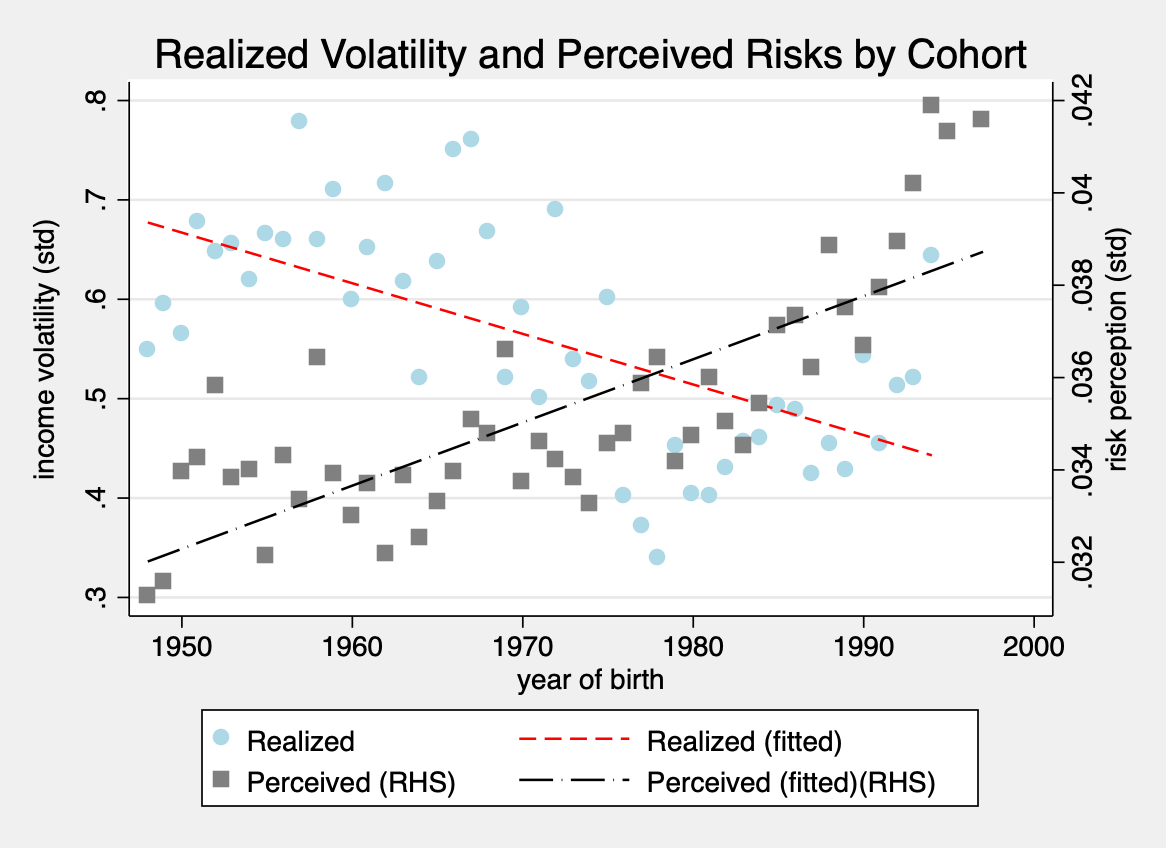 Realized Volatility and Perceived Risks by Cohort
.8
.7
.6
.5
.4
.3
income volatility (std)
.042
.04
.038
.036
.034
.032
risk perception (std)
1950 1960 1970 1980 1990 2000
year of birth
Realized Realized (fitted)
Perceived (RHS) Perceived (fitted)(RHS)